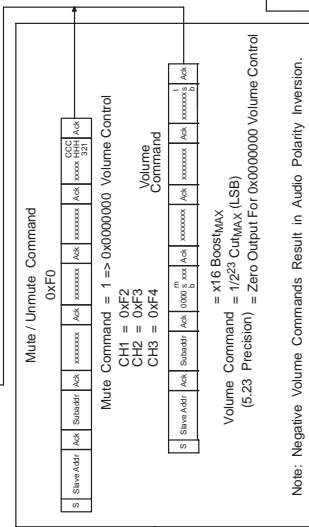 Mute / Unmute Command
0xF0
S Slave Addr Ack Subaddr Ack xxxxxxxx Ack xxxxxxxx Ack xxxxxxxx Ack xxxxx CCC HHH 321 Ack
Mute Command = 1 => 0x0000000 Volume Control
CH1 = 0xF2
CH2 = 0xF3
CH3 = 0xF4
Volume
Command
S Slave Addr Ack Subaddr Ack 0000 m s b xxx Ack xxxxxxxx Ack xxxxxxxx Ack xxxxxxx l s b Ack
Volume Command = x16 BoostMAX
= 1/2^23 CutMAX (LSB)
(5.23 Precision) = Zero Output For 0x0000000 Volume Control
Note: Negative Volume Commands Result in Audio Polarity Inversion.